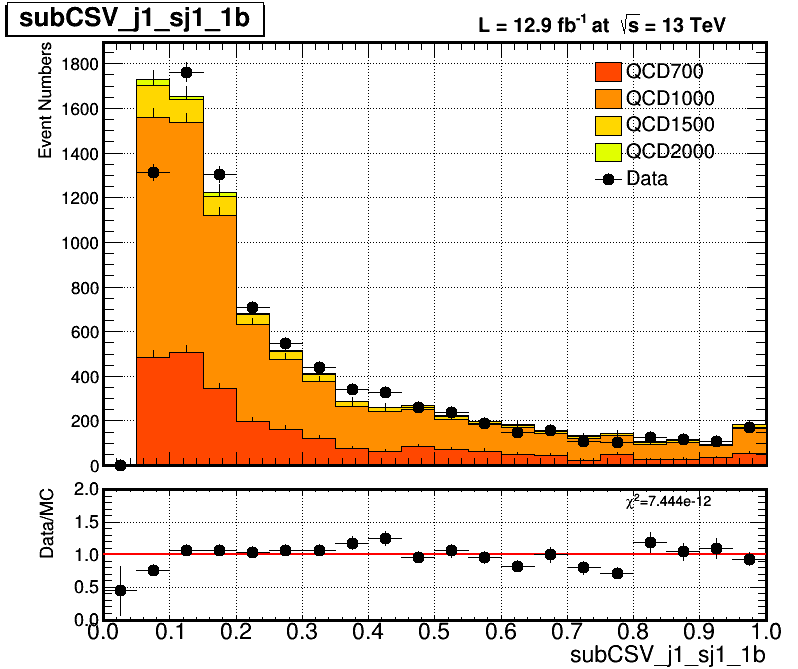 subCSV_j1_sj1_1b
L = 12.9 fb⁻¹ at √s = 13 TeV
Event Numbers
1800
1600
1400
1200
1000
800
600
400
200
0
QCD700
QCD1000
QCD1500
QCD2000
Data
Data/MC
2.0
1.5
1.0
0.5
0.0
χ²=7.444e-12
0.0 0.1 0.2 0.3 0.4 0.5 0.6 0.7 0.8 0.9 1.0
subCSV_j1_sj1_1b